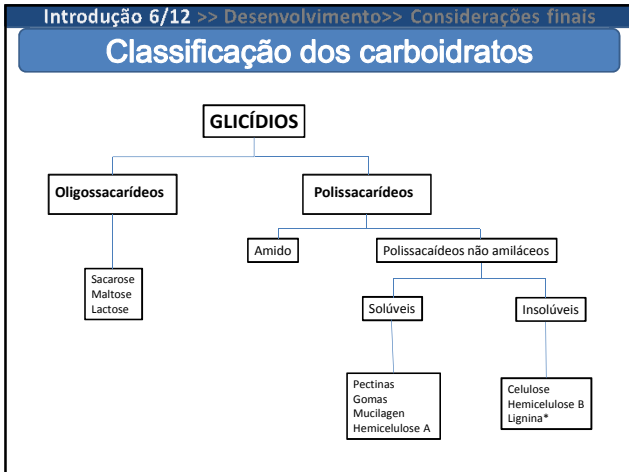 Introdução 6/12 >> Desenvolvimento>> Considerações finais
Classificação dos carboidratos
GLICÍDIOS
Oligossacarídeos
Polissacarídeos
Amido
Polissacaídeos não amiláceos
Sacarose
Maltose
Lactose
Solúveis
Insolúveis
Pectinas
Gomas
Mucilagen
Hemicelulose A
Celulose
Hemicelulose B
Lignina*